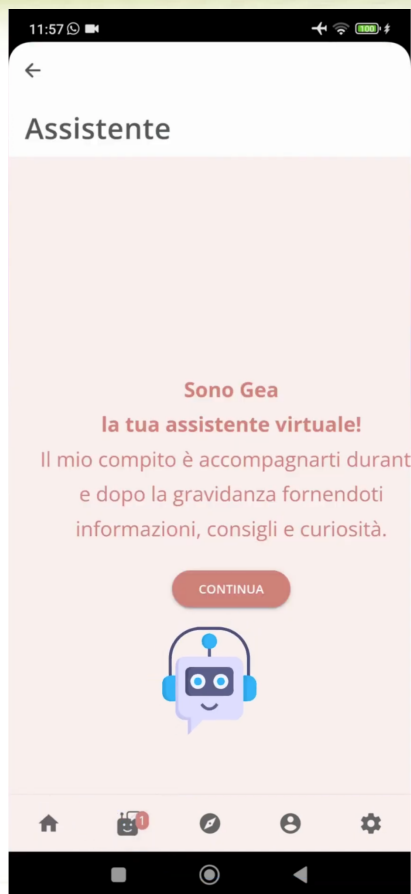 11:57
100
Assistente
Sono Gea
la tua assistente virtuale!
Il mio compito è accompagnarti durant
e dopo la gravidanza fornendoti
informazioni, consigli e curiosità.
CONTINUA
1